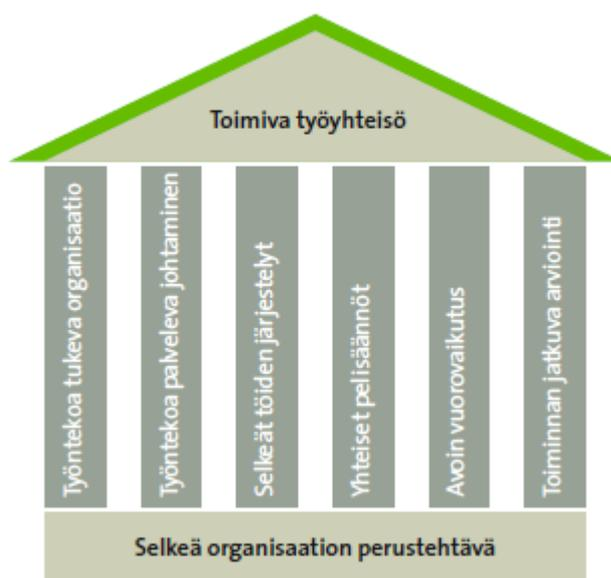 Toimiva työyhteisö
Työntekoa tukeva organisaatio
Työntekoa palveleva johtaminen
Selkeät töiden järjestelyt
Yhteiset pelisäännöt
Avoin vuorovaikutus
Toiminnan jatkuva arviointi
Selkeä organisaation perustehtävä